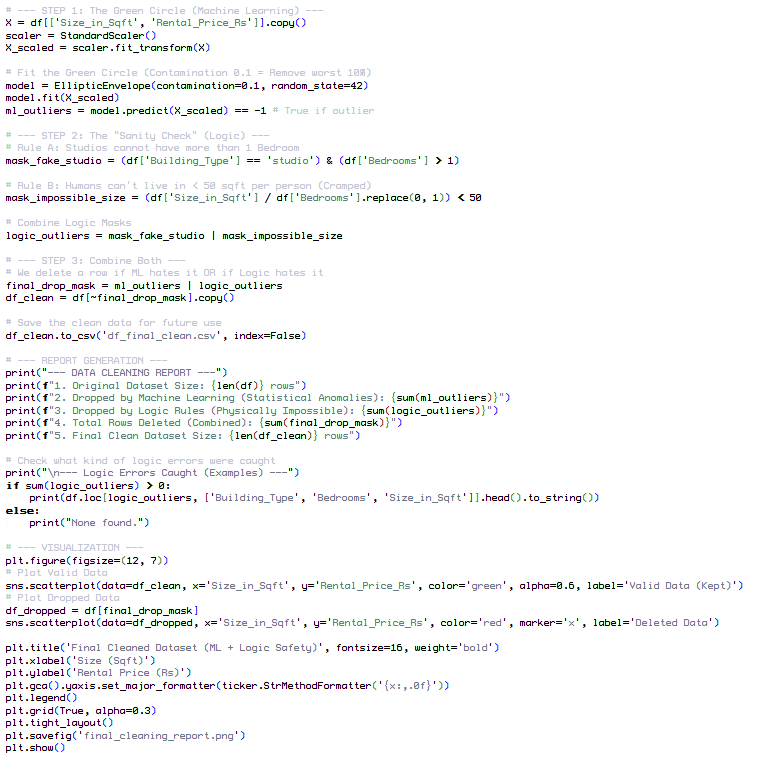 # --- STEP 1: The Green Circle (Machine Learning) ---
X = df[['Size_in_Sqft', 'Rental_Price_Rs']].copy()
scaler = StandardScaler()
X_scaled = scaler.fit_transform(X)
# Fit the Green Circle (Contamination 0.1 = Remove worst 10%)
model = EllipticEnvelope(contamination=0.1, random_state=42)
model.fit(X_scaled)
ml_outliers = model.predict(X_scaled) == -1 # True if outlier
# --- STEP 2: The "Sanity Check" (Logic) ---
# Rule A: Studios cannot have more than 1 Bedroom
mask_fake_studio = (df['Building_Type'] == 'studio') & (df['Bedrooms'] > 1)
# Rule B: Humans can't live in < 50 sqft per person (Cramped)
mask_impossible_size = (df['Size_in_Sqft'] / df['Bedrooms'].replace(0, 1)) < 50
# Combine Logic Masks
logic_outliers = mask_fake_studio | mask_impossible_size
# --- STEP 3: Combine Both ---
# We delete a row if ML hates it OR if Logic hates it
final_drop_mask = ml_outliers | logic_outliers
df_clean = df[~final_drop_mask].copy()
# Save the clean data for future use
df_clean.to_csv('df_final_clean.csv', index=False)
# --- REPORT GENERATION ---
print("--- DATA CLEANING REPORT ---")
print(f"1. Original Dataset Size: {len(df)} rows")
print(f"2. Dropped by Machine Learning (Statistical Anomalies): {sum(ml_outliers)}")
print(f"3. Dropped by Logic Rules (Physically Impossible): {sum(logic_outliers)}")
print(f"4. Total Rows Deleted (Combined): {sum(final_drop_mask)}")
print(f"5. Final Clean Dataset Size: {len(df_clean)} rows")
# Check what kind of logic errors were caught
print("\n--- Logic Errors Caught (Examples) ---")
if sum(logic_outliers) > 0:
    print(df.loc[logic_outliers, ['Building_Type', 'Bedrooms', 'Size_in_Sqft']].head().to_string())
else:
    print("None found.")
# --- VISUALIZATION ---
plt.figure(figsize=(12, 7))
# Plot Valid Data
sns.scatterplot(data=df_clean, x='Size_in_Sqft', y='Rental_Price_Rs', color='green', alpha=0.6, label='Valid Data (Kept)')
# Plot Dropped Data
df_dropped = df[final_drop_mask]
sns.scatterplot(data=df_dropped, x='Size_in_Sqft', y='Rental_Price_Rs', color='red', marker='x', label='Deleted Data')
plt.title('Final Cleaned Dataset (ML + Logic Safety)', fontsize=16, weight='bold')
plt.xlabel('Size (Sqft)')
plt.ylabel('Rental Price (Rs)')
plt.gca().yaxis.set_major_formatter(ticker.StrMethodFormatter('{x:,.0f}'))
plt.legend()
plt.grid(True, alpha=0.3)
plt.tight_layout()
plt.savefig('final_cleaning_report.png')
plt.show()